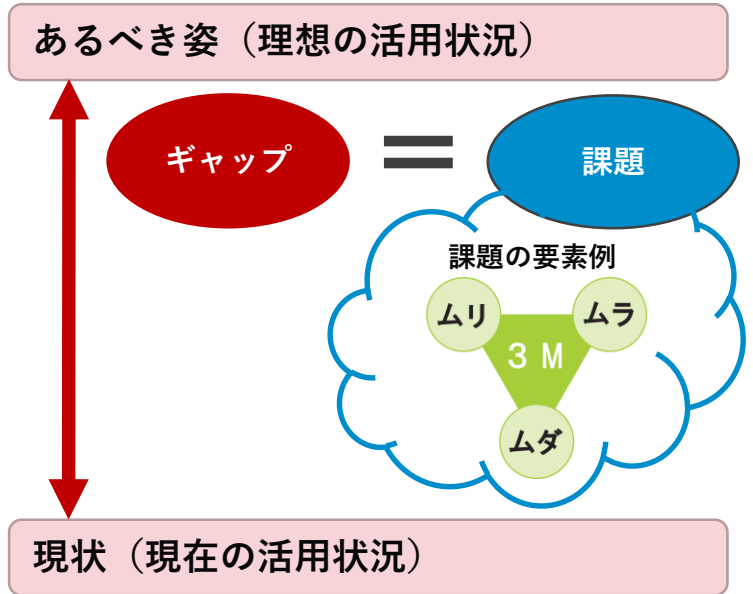 あるべき姿（理想の活用状況）
ギャップ
＝
課題
課題の要素例
ムリ
ムラ
３Ｍ
ムダ
現状（現在の活用状況）